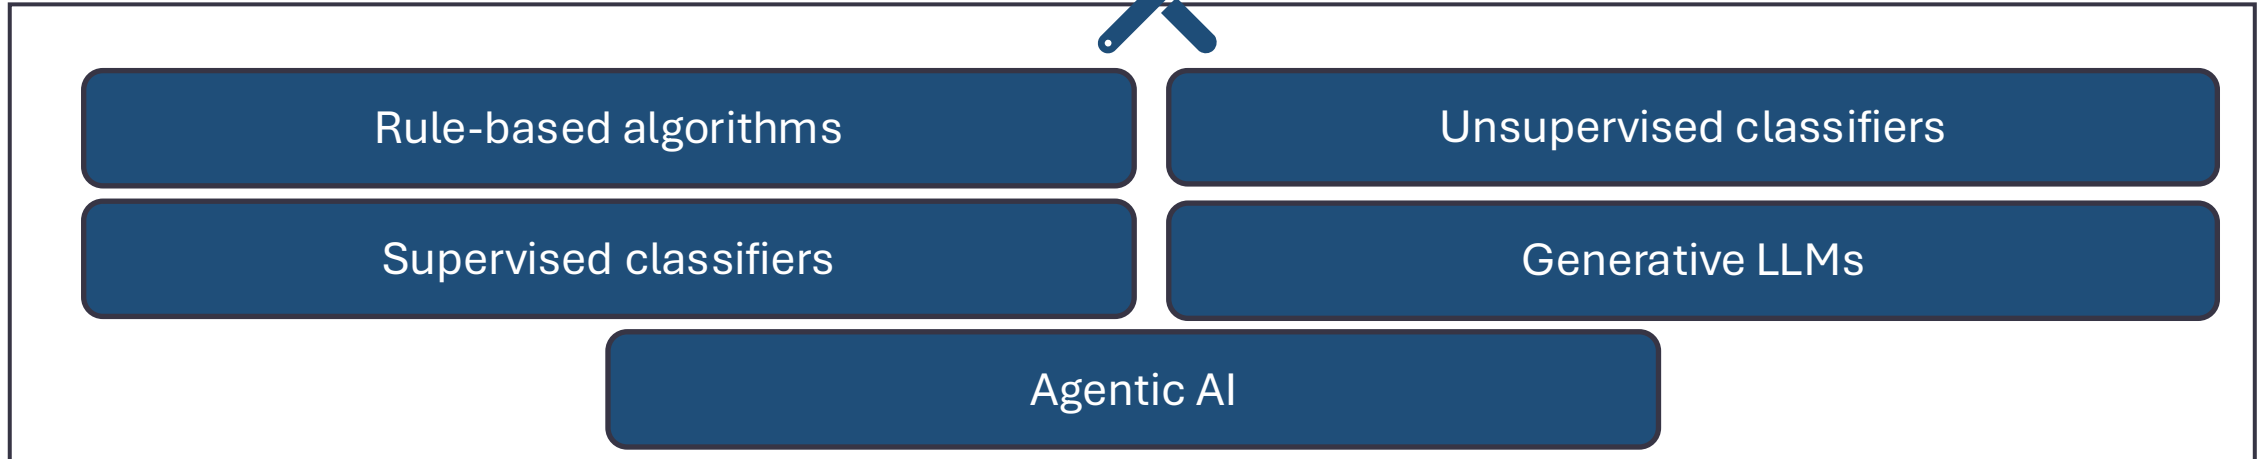 Rule-based algorithms
Unsupervised classifiers
Supervised classifiers
Generative LLMs
Agentic AI